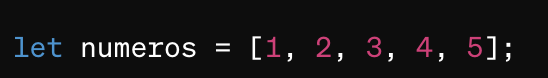 let numeros = [1, 2, 3, 4, 5];